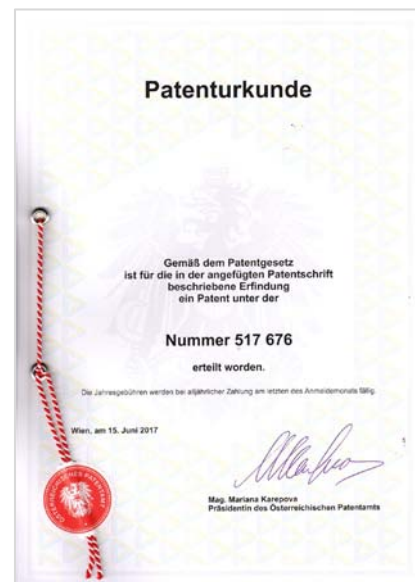 Patenturkunde
Gemäß dem Patentgesetz
ist für die in der angefügten Patentschrift
beschriebene Erfindung
ein Patent unter der
Nummer 517 676
erteilt worden.
Die Jahresgebühren werden bei alljährlicher Zahlung am letzten des Anmeldemonats fällig.
Wien, am 15. Juni 2017
Mag. Mariana Karepova
Präsidentin des Österreichischen Patentamts
ÖSTERREICHISCHES PATENTAMT